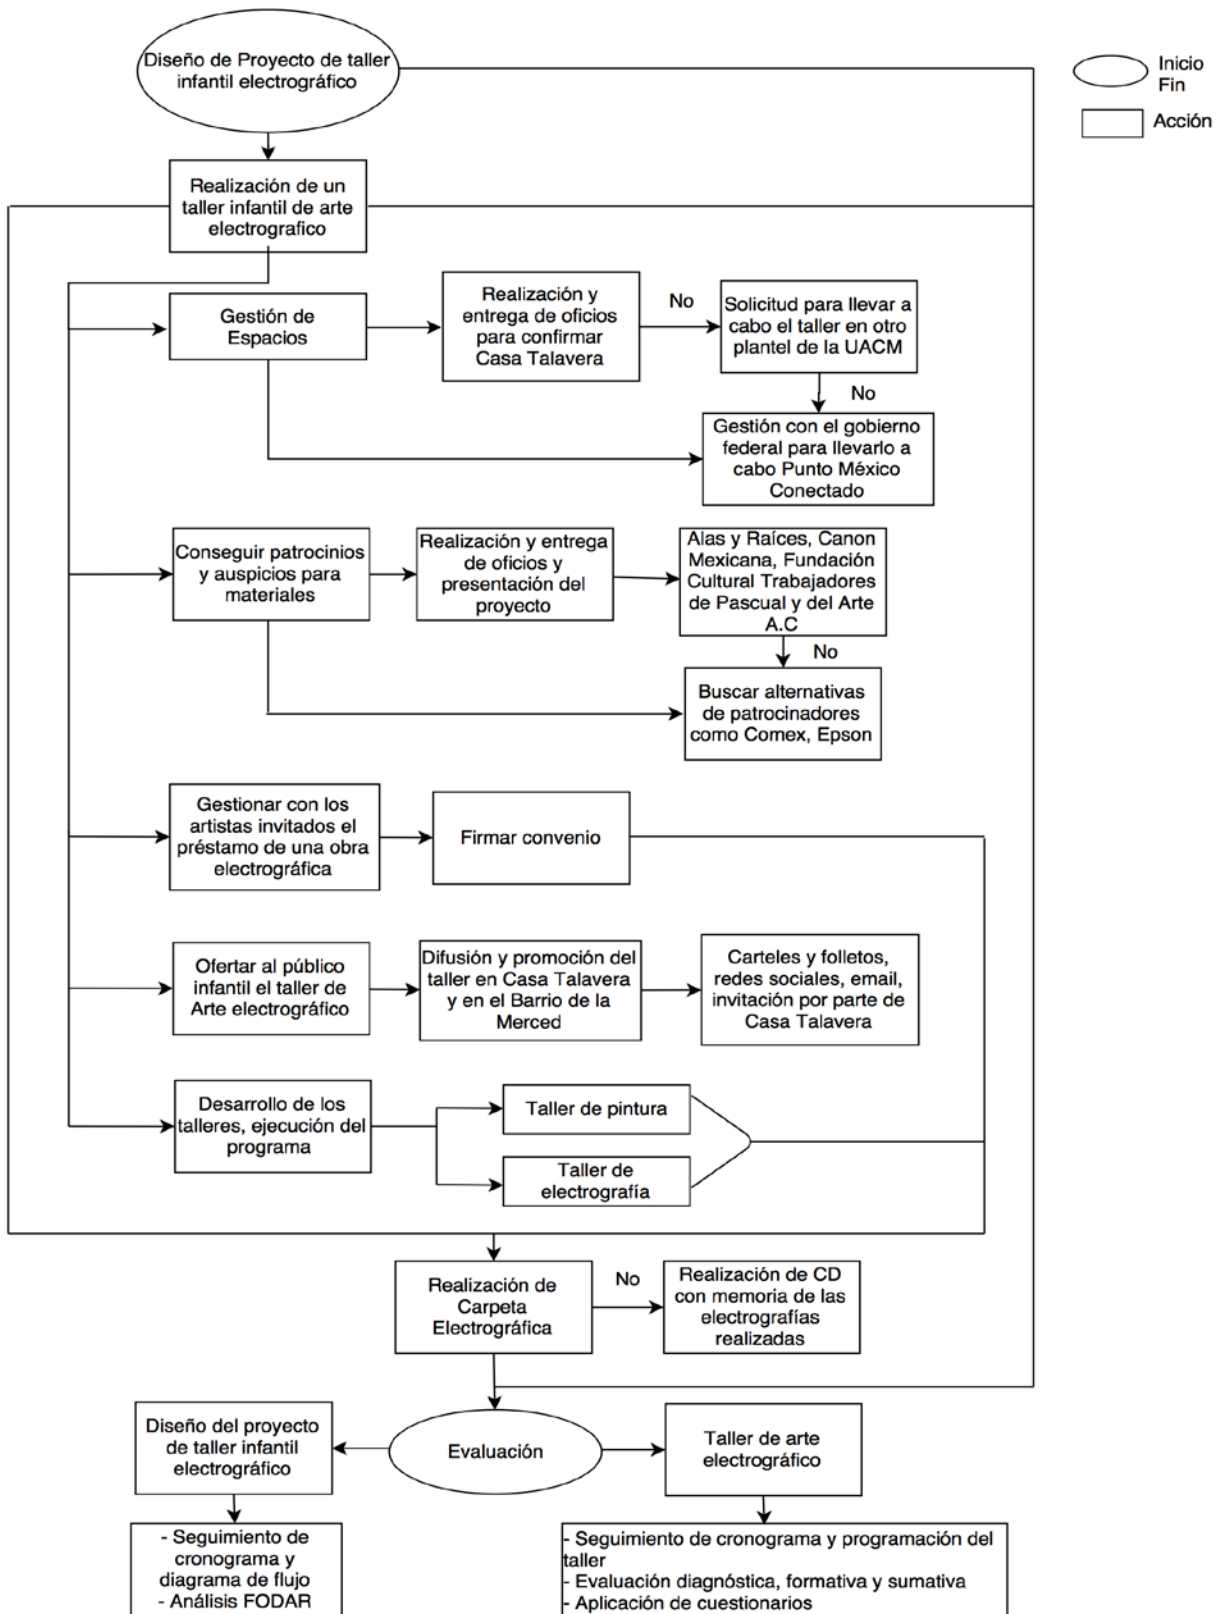 Diseño de Proyecto de taller
infantil electrográfico
Inicio
Fin
Acción
Realización de un
taller infantil de arte
electrografico
Gestión de
Espacios
Realización y
entrega de oficios
para confirmar
Casa Talavera
No
Solicitud para llevar a
cabo el taller en otro
plantel de la UACM
No
Gestión con el gobierno
federal para llevarlo a
cabo Punto México
Conectado
Conseguir patrocinios
y auspicios para
materiales
Realización y entrega
de oficios y
presentación del
proyecto
Alas y Raíces, Canon
Mexicana, Fundación
Cultural Trabajadores
de Pascual y del Arte
A.C
No
Buscar alternativas
de patrocinadores
como Comex, Epson
Gestionar con los
artistas invitados el
préstamo de una obra
electrográfica
Firmar convenio
Ofertar al público
infantil el taller de
Arte electrográfico
Difusión y promoción del
taller en Casa Talavera
y en el Barrio de la
Merced
Carteles y folletos,
redes sociales, email,
invitación por parte de
Casa Talavera
Desarrollo de los
talleres, ejecución del
programa
Taller de pintura
Taller de
electrografía
Realización de
Carpeta
Electrográfica
No
Realización de CD
con memoria de las
electrografías
realizadas
Evaluación
Diseño del proyecto
de taller infantil
electrográfico
Taller de arte
electrográfico
- Seguimiento de
cronograma y
diagrama de flujo
- Análisis FODAR
- Seguimiento de cronograma y programación del
taller
- Evaluación diagnóstica, formativa y sumativa
- Aplicación de cuestionarios